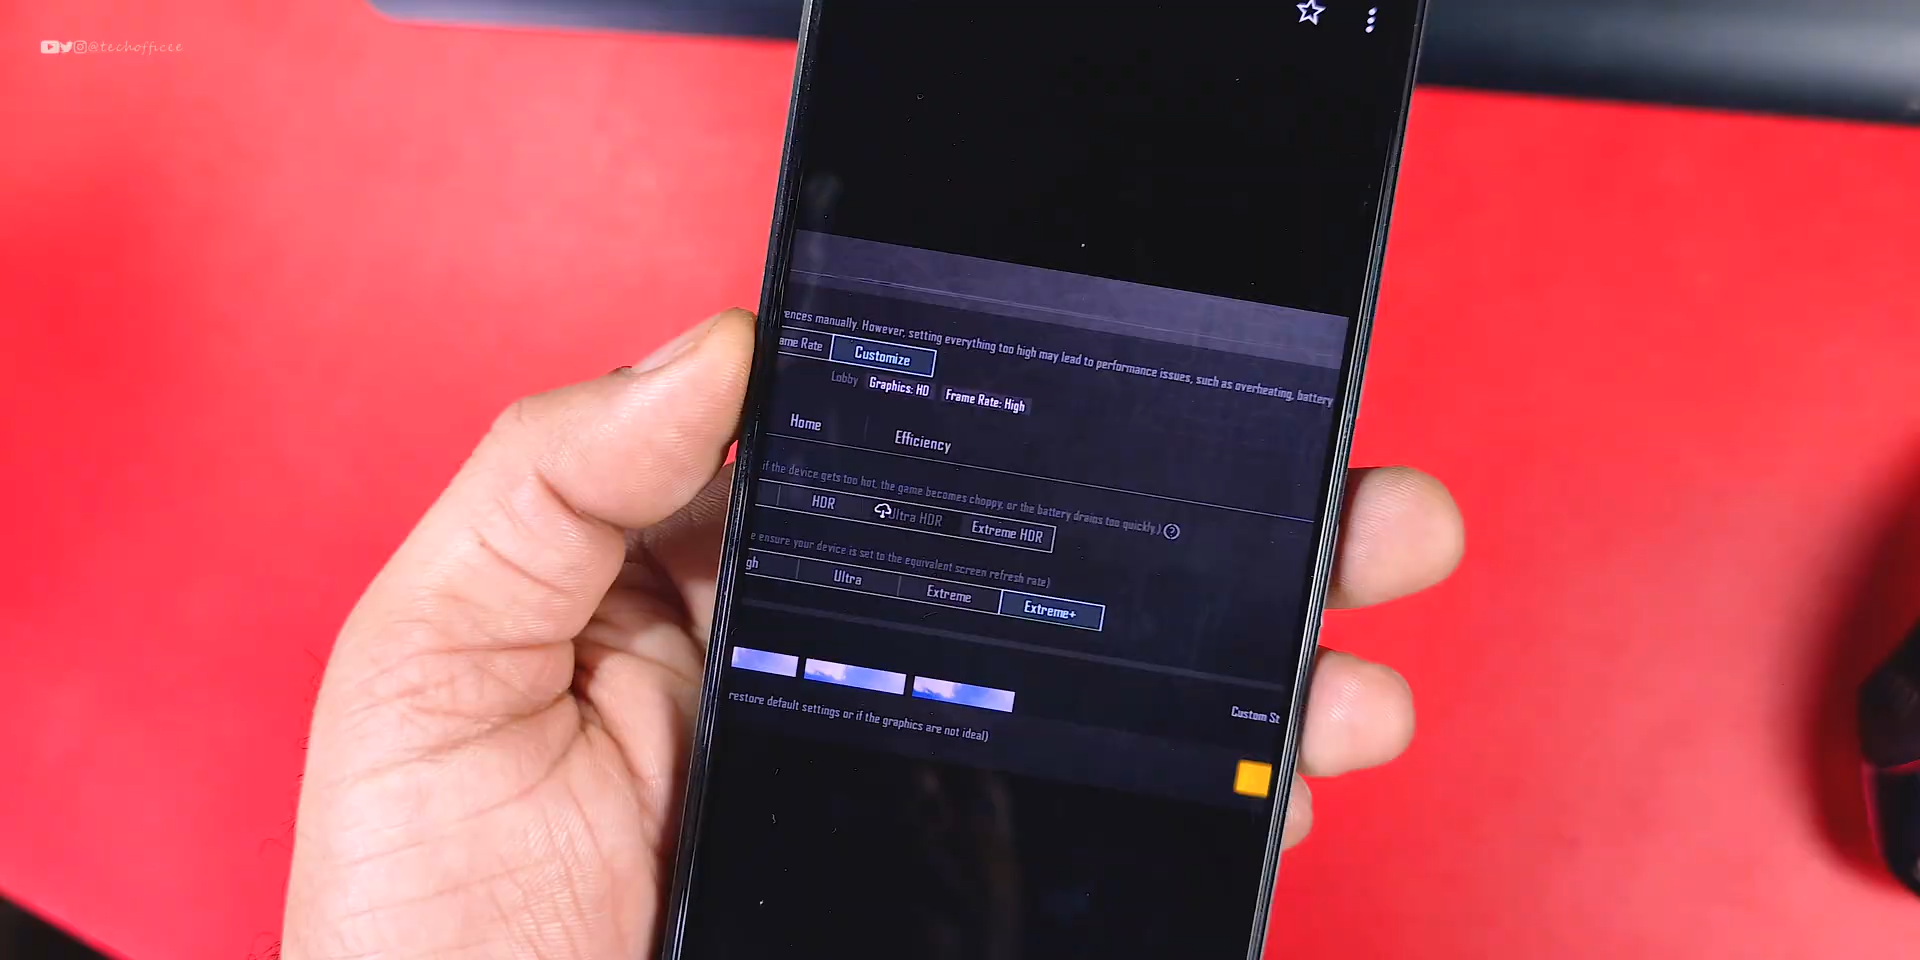 @techofficee
rences manually. However, setting everything too high may lead to performance issues, such as overheating, battery
ame Rate Customize
Lobby Graphics: HD Frame Rate: High
Home Efficiency
if the device gets too hot, the game becomes choppy, or the battery drains too quickly.) ?
HDR Ultra HDR Extreme HDR
e ensure your device is set to the equivalent screen refresh rate)
gh Ultra Extreme Extreme+
Custom St
restore default settings or if the graphics are not ideal)